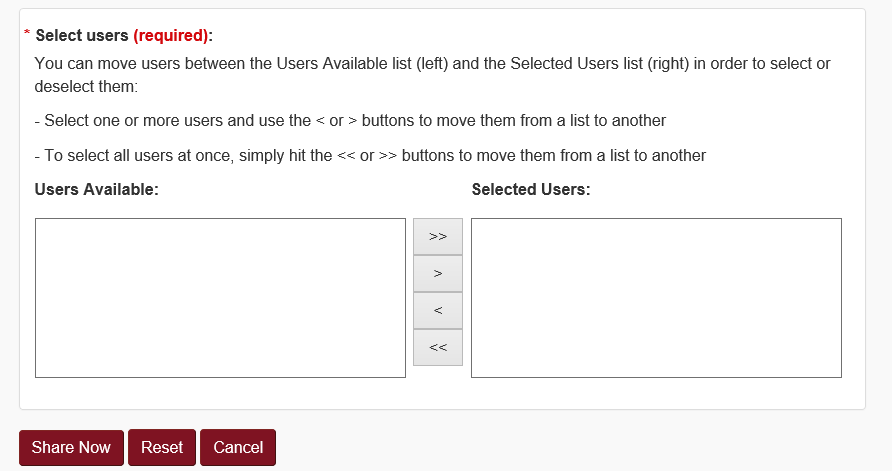 * Select users (required):
You can move users between the Users Available list (left) and the Selected Users list (right) in order to select or
deselect them:
- Select one or more users and use the < or > buttons to move them from a list to another
- To select all users at once, simply hit the << or >> buttons to move them from a list to another
Users Available: Selected Users:
>>
>
<
<<
Share Now Reset Cancel